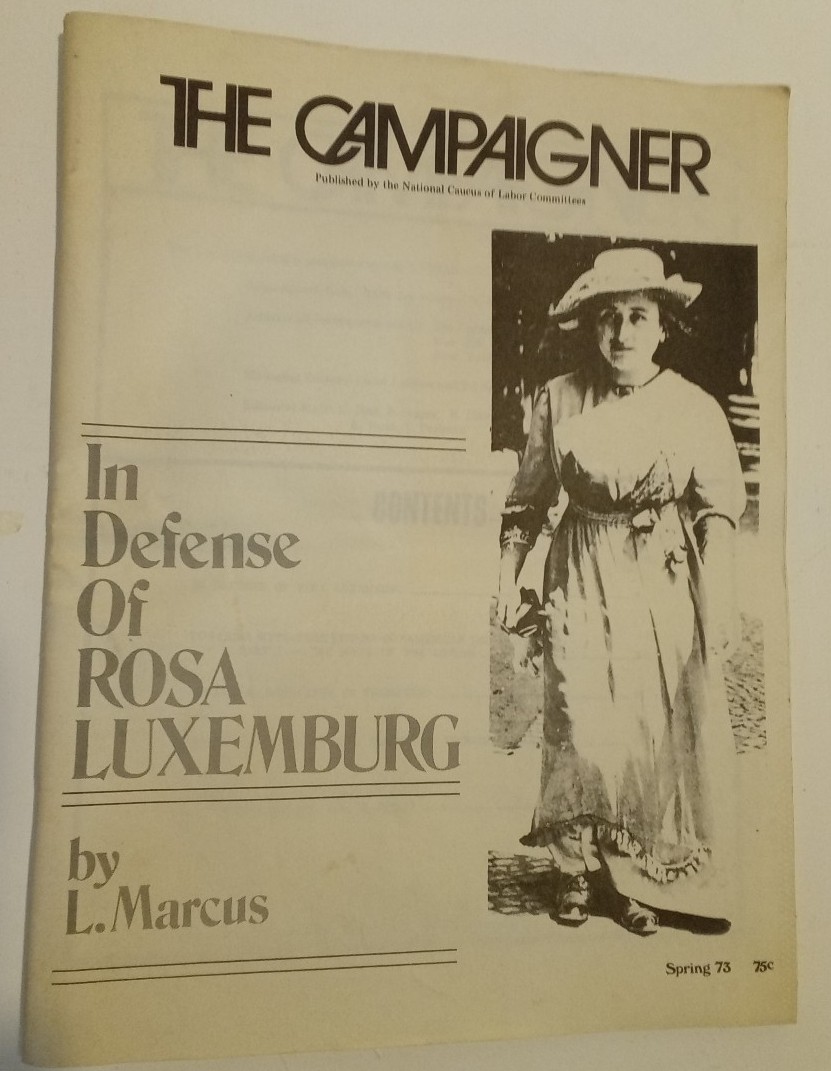 THE CAMPAIGNER
Published by the National Caucus of Labor Committees
In
Defense
Of
ROSA
LUXEMBURG
by
L. Marcus
Spring 73 75c
CONTENTS